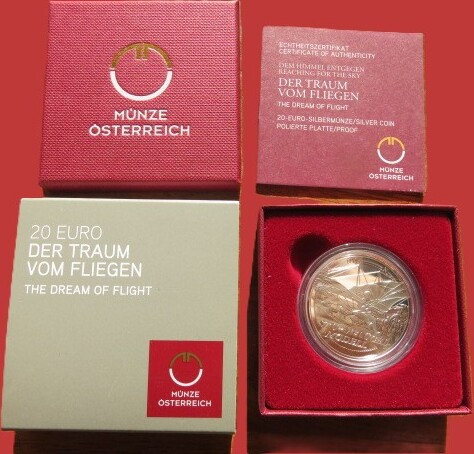 MÜNZE
ÖSTERREICH
ECHTHEITSZERTIFIKAT
CERTIFICATE OF AUTHENTICITY
DEM HIMMEL ENTGEGEN
REACHING FOR THE SKY
DER TRAUM
VOM FLIEGEN
THE DREAM OF FLIGHT
20-EURO-SILBERMÜNZE/SILVER COIN
POLIERTE PLATTE/PROOF
MÜNZE
ÖSTERREICH
20 EURO
DER TRAUM
VOM FLIEGEN
THE DREAM OF FLIGHT
MÜNZE
ÖSTERREICH